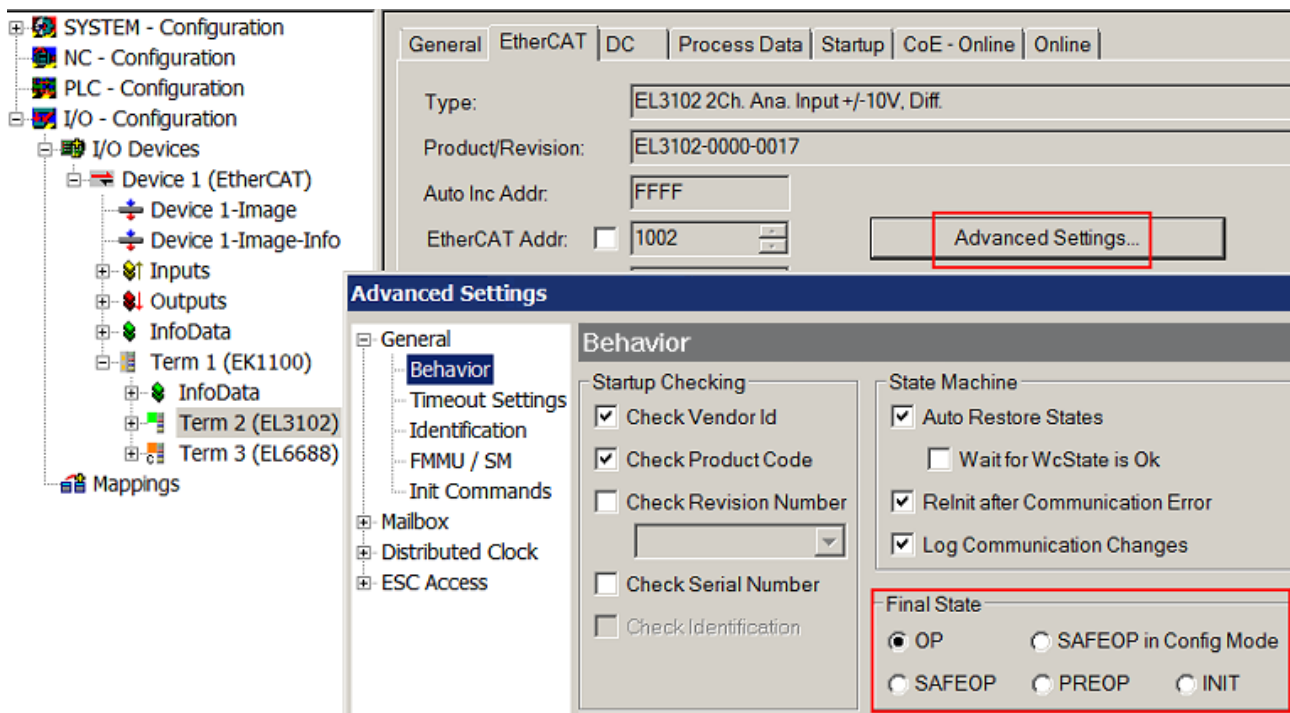 SYSTEM - Configuration
NC - Configuration
PLC - Configuration
I/O - Configuration
I/O Devices
Device 1 (EtherCAT)
Device 1-Image
Device 1-Image-Info
Inputs
Outputs
InfoData
Term 1 (EK1100)
InfoData
Term 2 (EL3102)
Term 3 (EL6688)
Mappings
General EtherCAT DC Process Data Startup CoE - Online Online
Type: EL3102 2Ch. Ana. Input +/-10V, Diff.
Product/Revision: EL3102-0000-0017
Auto Inc Addr: FFFF
EtherCAT Addr: 1002 Advanced Settings...
Advanced Settings
General
Behavior
Timeout Settings
Identification
FMMU / SM
Init Commands
Mailbox
Distributed Clock
ESC Access
Behavior
Startup Checking
Check Vendor Id
Check Product Code
Check Revision Number
Check Serial Number
Check Identification
State Machine
Auto Restore States
Wait for WcState is Ok
ReInit after Communication Error
Log Communication Changes
Final State
OP SAFEOP in Config Mode
SAFEOP PREOP INIT